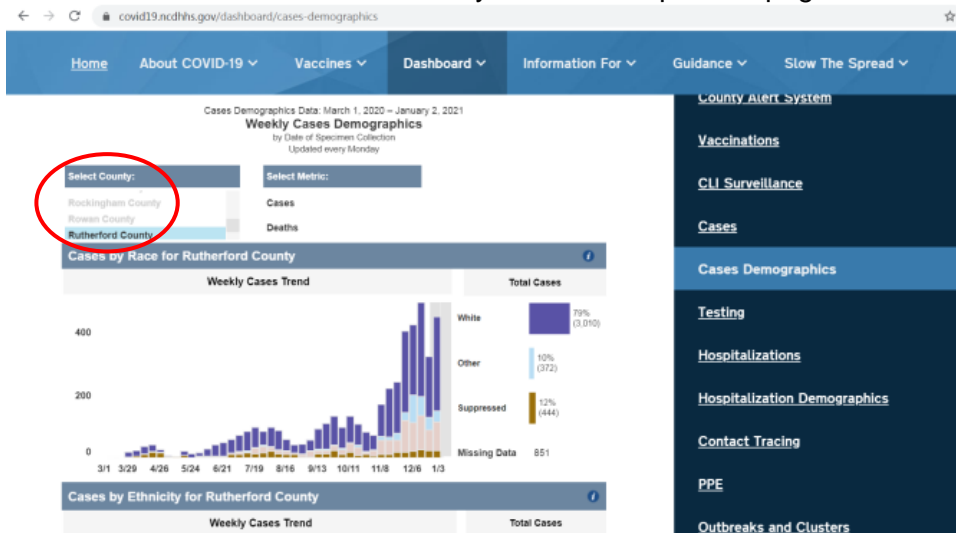 covid19.ncdhhs.gov/dashboard/cases-demographics
Home About COVID-19 Vaccines Dashboard Information For Guidance Slow The Spread
Cases Demographics Data: March 1, 2020 – January 2, 2021
Weekly Cases Demographics
by Date of Specimen Collection
Updated every Monday
Select County:
Rockingham County
Rowan County
Rutherford County
Select Metric:
Cases
Deaths
Cases by Race for Rutherford County
Weekly Cases Trend
Total Cases
400
200
0
3/1 3/29 4/26 5/24 6/21 7/19 8/16 9/13 10/11 11/8 12/6 1/3
White 79% (3,010)
Other 10% (372)
Suppressed 12% (444)
Missing Data 851
Cases by Ethnicity for Rutherford County
Weekly Cases Trend
Total Cases
County Alert System
Vaccinations
CLI Surveillance
Cases
Cases Demographics
Testing
Hospitalizations
Hospitalization Demographics
Contact Tracing
PPE
Outbreaks and Clusters